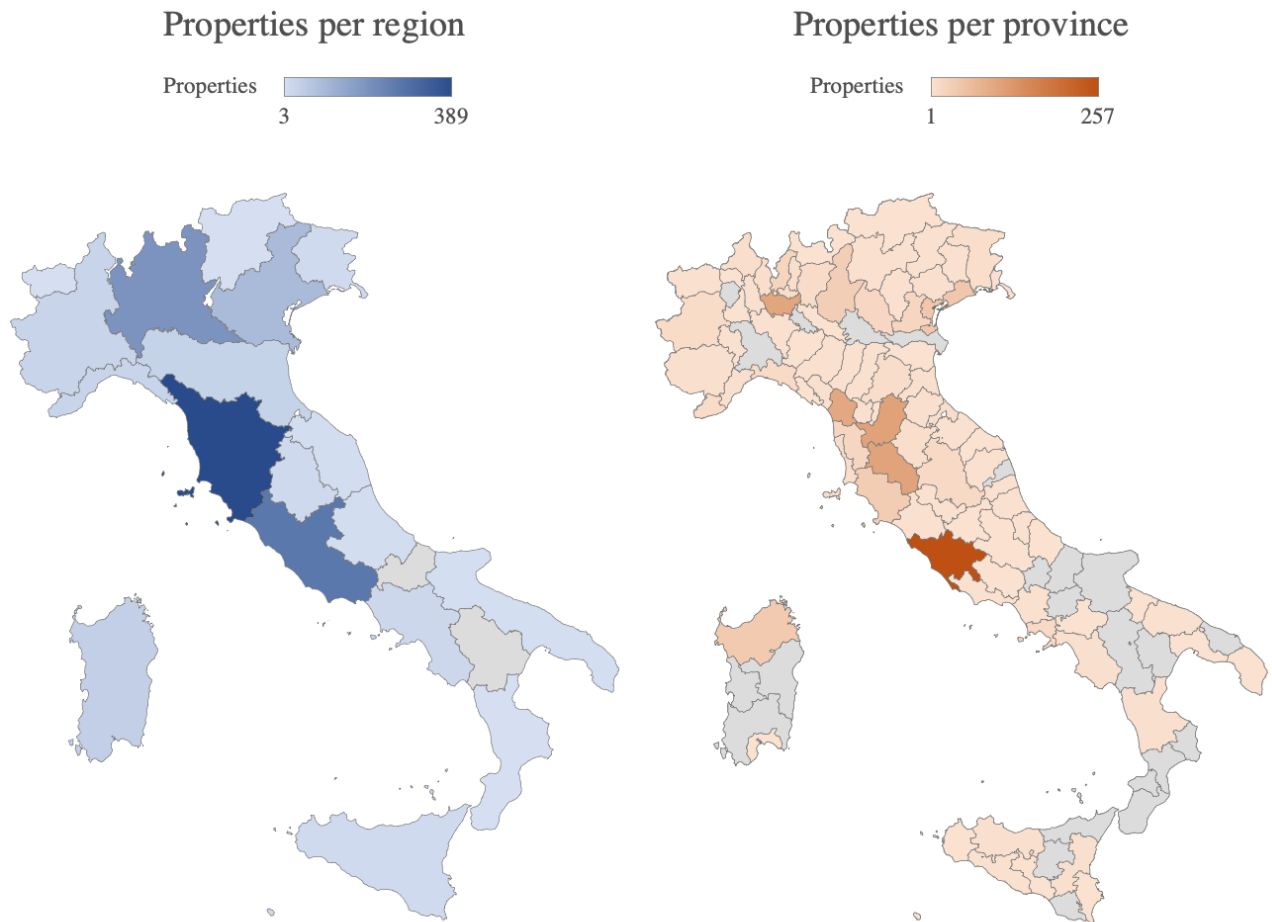 Properties per region
Properties
3
389
Properties per province
Properties
1
257